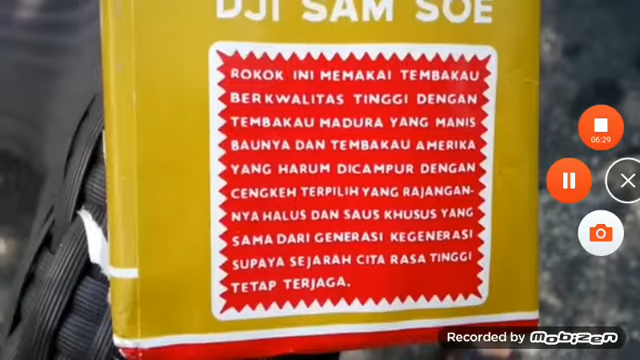 DJI SAM SOE
ROKOK INI MEMAKAI TEMBAKAU
BERKWALITAS TINGGI DENGAN
TEMBAKAU MADURA YANG MANIS
BAUNYA DAN TEMBAKAU AMERIKA
YANG HARUM DICAMPUR DENGAN
CENGKEH TERPILIH YANG RAJANGAN-
NYA HALUS DAN SAUS KHUSUS YANG
SAMA DARI GENERASI KEGENERASI
SUPAYA SEJARAH CITA RASA TINGGI
TETAP TERJAGA.
06:29
Recorded by Mobizen